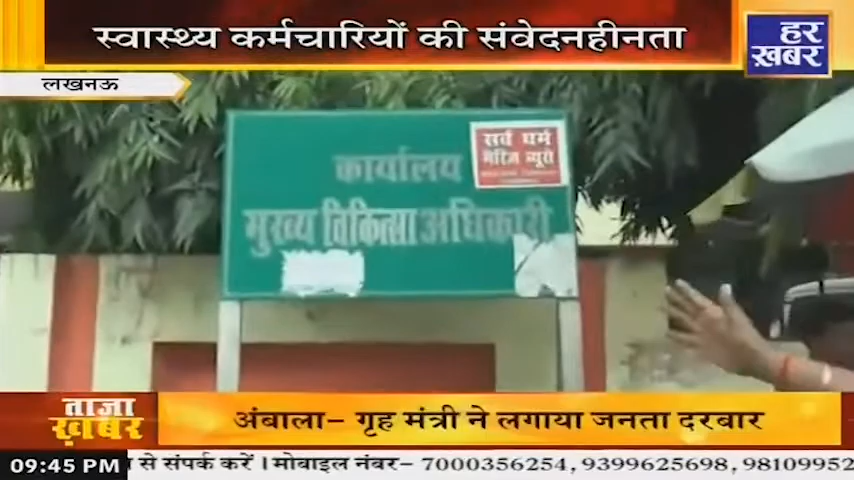 स्वास्थ्य कर्मचारियों की संवेदनहीनता
हर
ख़बर
लखनऊ
सर्व धर्म
मैरिज ब्यूरो
कार्यालय
मुख्य चिकित्सा अधिकारी
ताजा
ख़बर
अंबाला- गृह मंत्री ने लगाया जनता दरबार
09:45 PM
से संपर्क करें । मोबाइल नंबर- 7000356254, 9399625698, 98109952